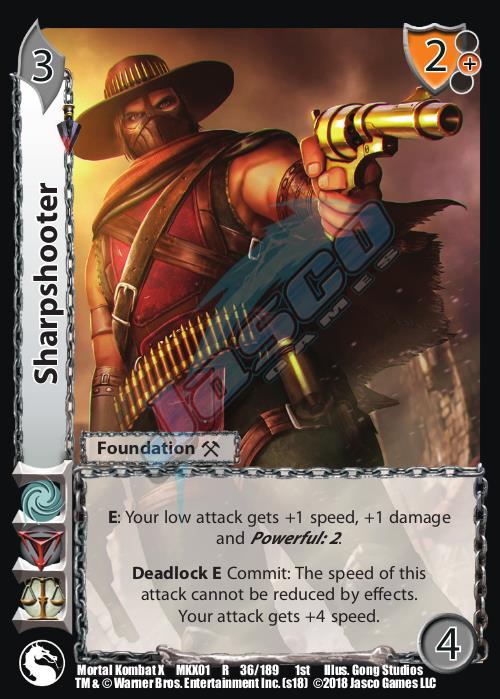 3
2
+
Sharpshooter
JASCO
GAMES
Foundation
E: Your low attack gets +1 speed, +1 damage
and Powerful: 2.
Deadlock E Commit: The speed of this
attack cannot be reduced by effects.
Your attack gets +4 speed.
4
Mortal Kombat X MKX01 R 36/189 1st Illus. Gong Studios
TM & © Warner Bros. Entertainment Inc. (s18) ©2018 Jasco Games LLC